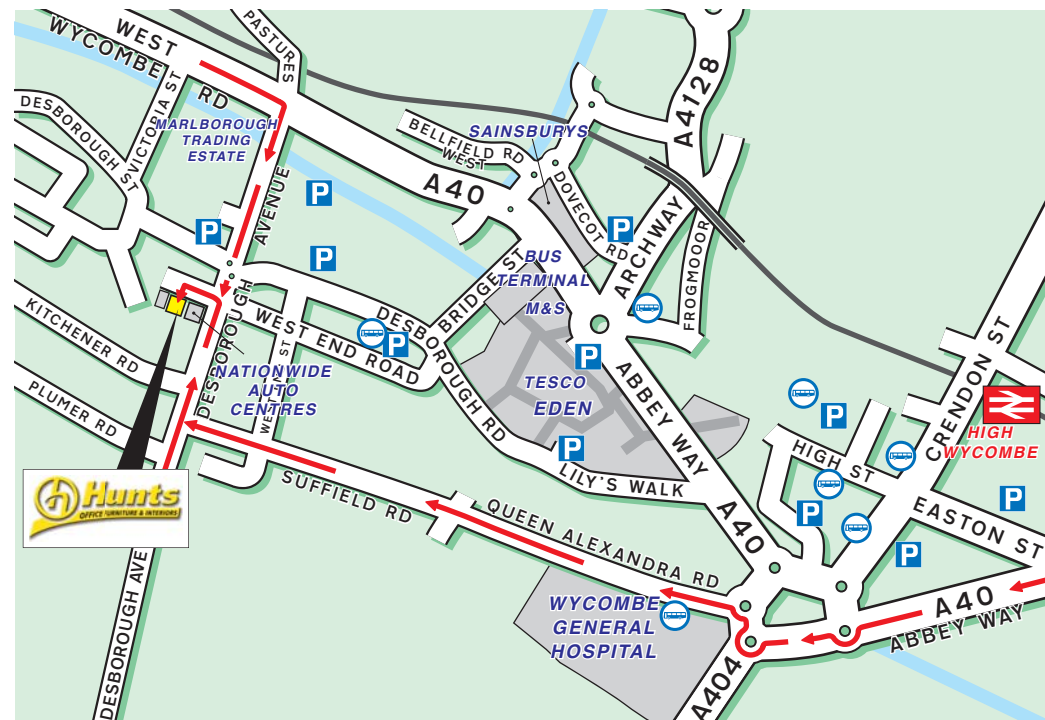 WEST
WYCOMBE
RD
PASTURES
VICTORIA ST
DESBOROUGH ST
MARLBOROUGH
TRADING
ESTATE
AVENUE
DESBOROUGH
BELLFIELD RD
WEST
SAINSBURYS
A40
DOVECOT RD
A4128
ARCHWAY
FROGMOOOR
P
P
P
P
P
P
P
P
P
P
P
BUS
TERMINAL
M&S
BRIDGE ST
DESBOROUGH RD
WEST END ROAD
KITCHENER RD
PLUMER RD
NATIONWIDE
AUTO
CENTRES
TESCO
EDEN
ABBEY WAY
LILY'S WALK
CRENDON ST
HIGH
WYCOMBE
HIGH ST
EASTON ST
H
Hunts
OFFICE FURNITURE & INTERIORS
SUFFIELD RD
QUEEN ALEXANDRA RD
A40
WYCOMBE
GENERAL
HOSPITAL
A40
ABBEY WAY
A404
DESBOROUGH AVE